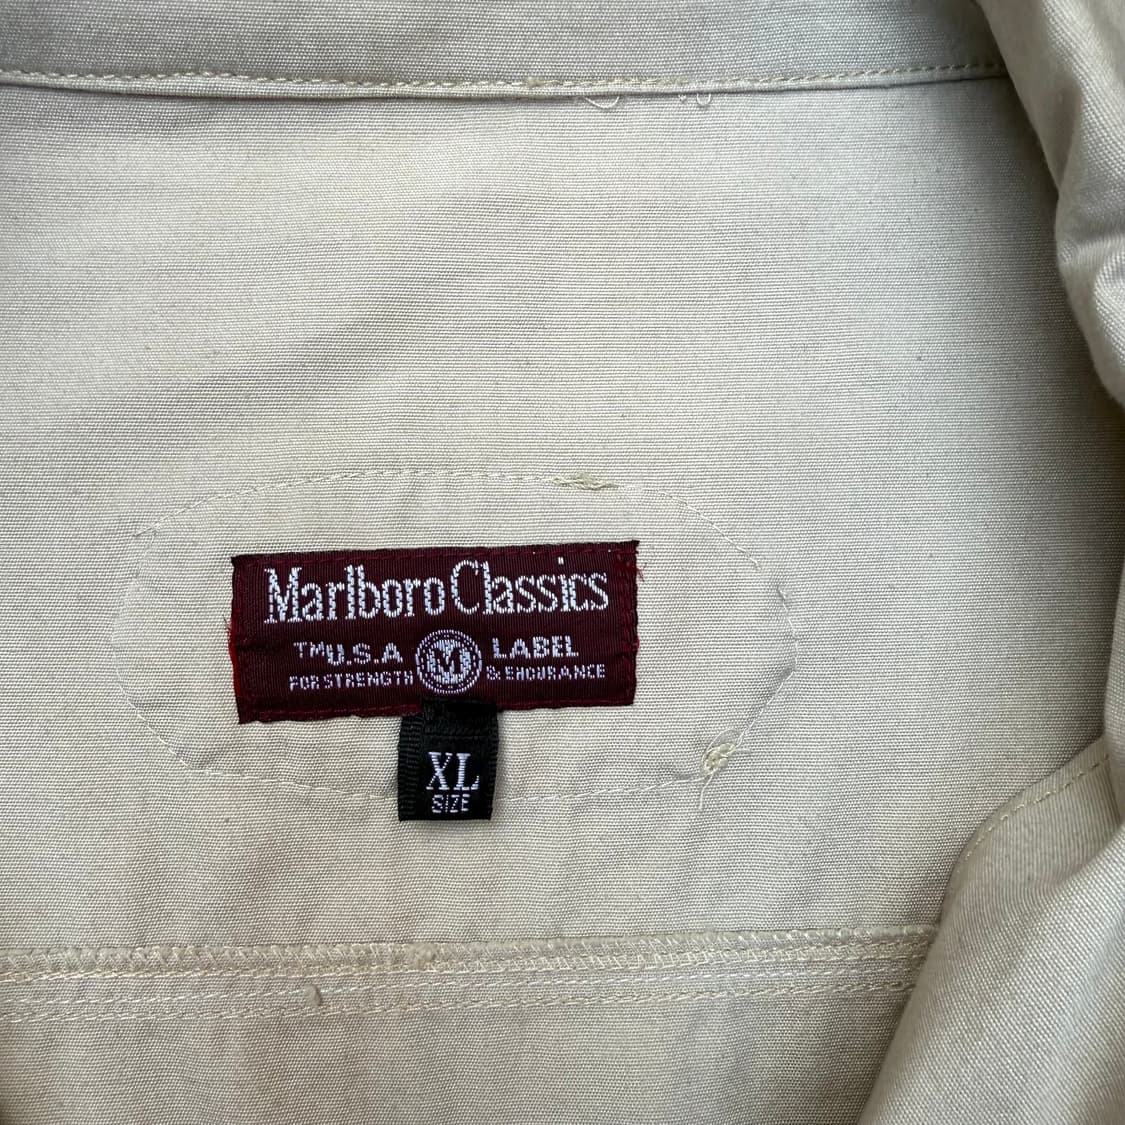 Marlboro Classics
TM U.S.A M LABEL
FOR STRENGTH & ENDURANCE
XL
SIZE